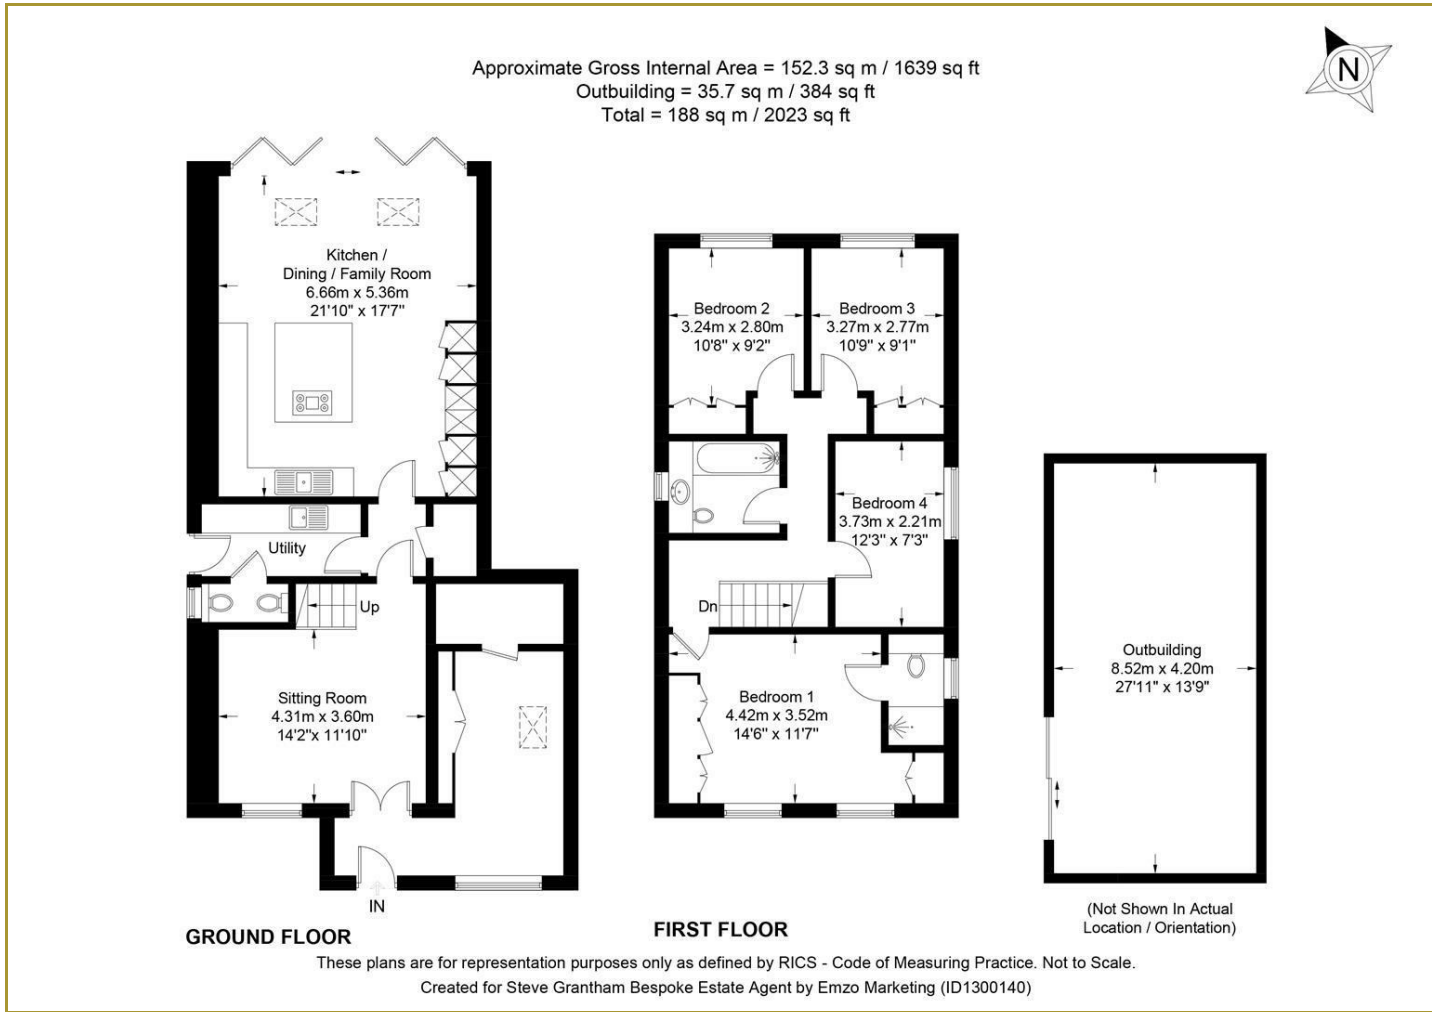 Approximate Gross Internal Area = 152.3 sq m / 1639 sq ft
Outbuilding = 35.7 sq m / 384 sq ft
Total = 188 sq m / 2023 sq ft
N
Kitchen /
Dining / Family Room
6.66m x 5.36m
21'10" x 17'7"
Utility
Up
Sitting Room
4.31m x 3.60m
14'2"x 11'10"
IN
GROUND FLOOR
Bedroom 2
3.24m x 2.80m
10'8" x 9'2"
Bedroom 3
3.27m x 2.77m
10'9" x 9'1"
Bedroom 4
3.73m x 2.21m
12'3" x 7'3"
Dn
Bedroom 1
4.42m x 3.52m
14'6" x 11'7"
FIRST FLOOR
Outbuilding
8.52m x 4.20m
27'11" x 13'9"
(Not Shown In Actual
Location / Orientation)
These plans are for representation purposes only as defined by RICS - Code of Measuring Practice. Not to Scale.
Created for Steve Grantham Bespoke Estate Agent by Emzo Marketing (ID1300140)